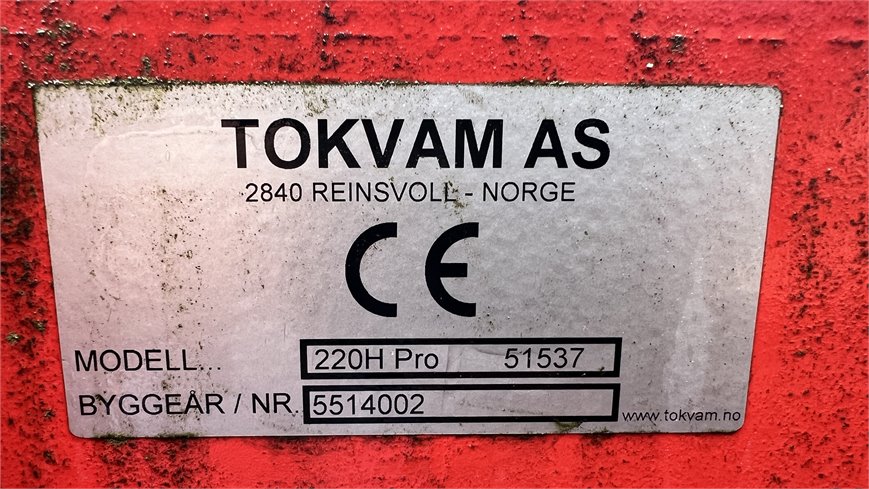 TOKVAM AS
2840 REINSVOLL - NORGE
CE
MODELL... 220H Pro 51537
BYGGEÅR / NR. 5514002
www.tokvam.no